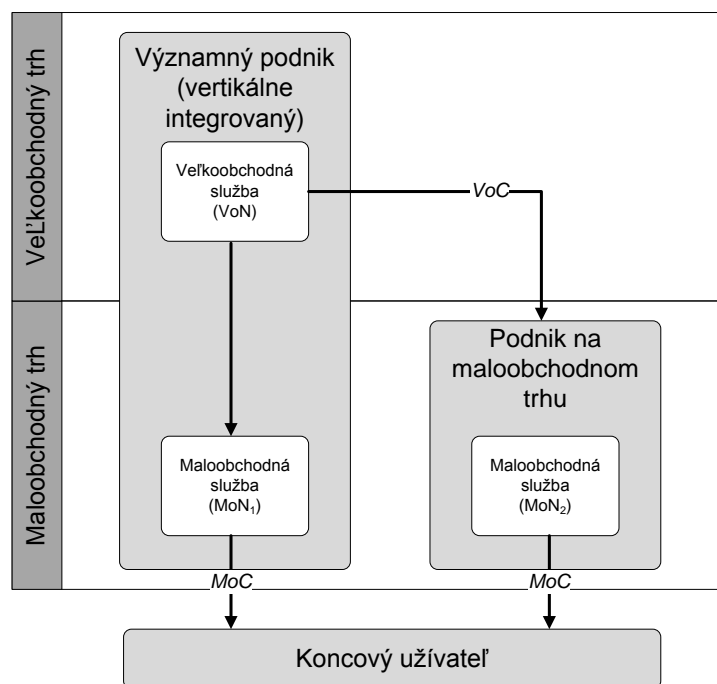 Veľkoobchodný trh
Významný podnik
(vertikálne
integrovaný)
Veľkoobchodná
služba
(VoN)
VoC
Maloobchodný trh
Podnik na
maloobchodnom
trhu
Maloobchodná
služba
(MoN₁)
Maloobchodná
služba
(MoN₂)
MoC
MoC
Koncový užívateľ